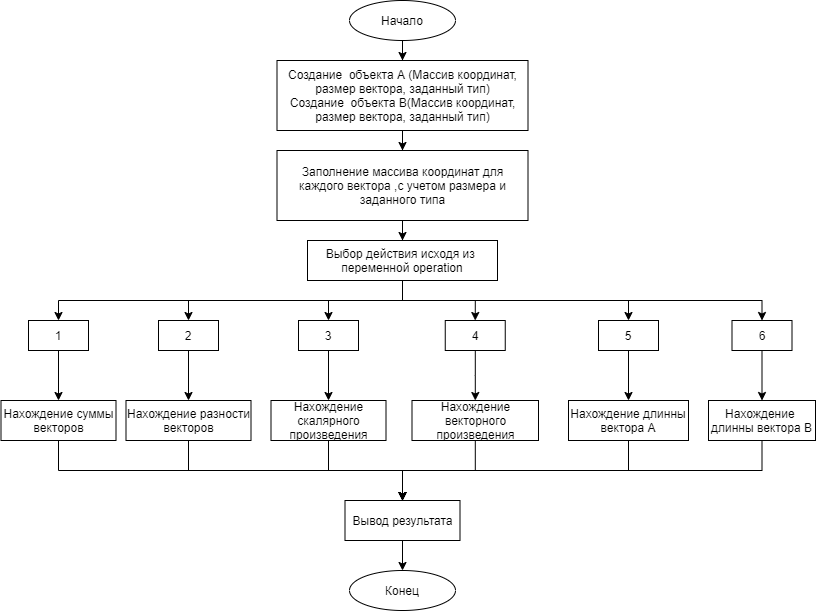 Начало
Создание  объекта А (Массив координат,
размер вектора, заданный тип)
Создание  объекта В(Массив координат,
размер вектора, заданный тип)
Заполнение массива координат для
каждого вектора ,с учетом размера и
заданного типа
Выбор действия исходя из
переменной operation
1
2
3
4
5
6
Нахождение суммы
векторов
Нахождение разности
векторов
Нахождение
скалярного
произведения
Нахождение
векторного
произведения
Нахождение длинны
вектора А
Нахождение
длинны вектора В
Вывод результата
Конец